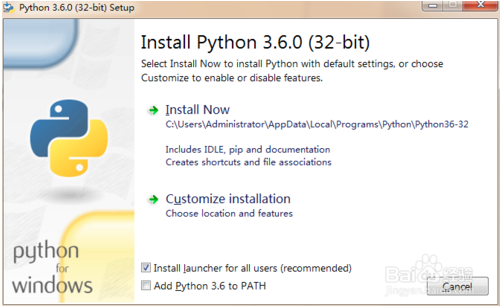 Python 3.6.0 (32-bit) Setup
Install Python 3.6.0 (32-bit)
Select Install Now to install Python with default settings, or choose
Customize to enable or disable features.
Install Now
C:\Users\Administrator\AppData\Local\Programs\Python\Python36-32
Includes IDLE, pip and documentation
Creates shortcuts and file associations
Customize installation
Choose location and features
python
for
windows
Install launcher for all users (recommended)
Add Python 3.6 to PATH
Cancel
Bai 经验